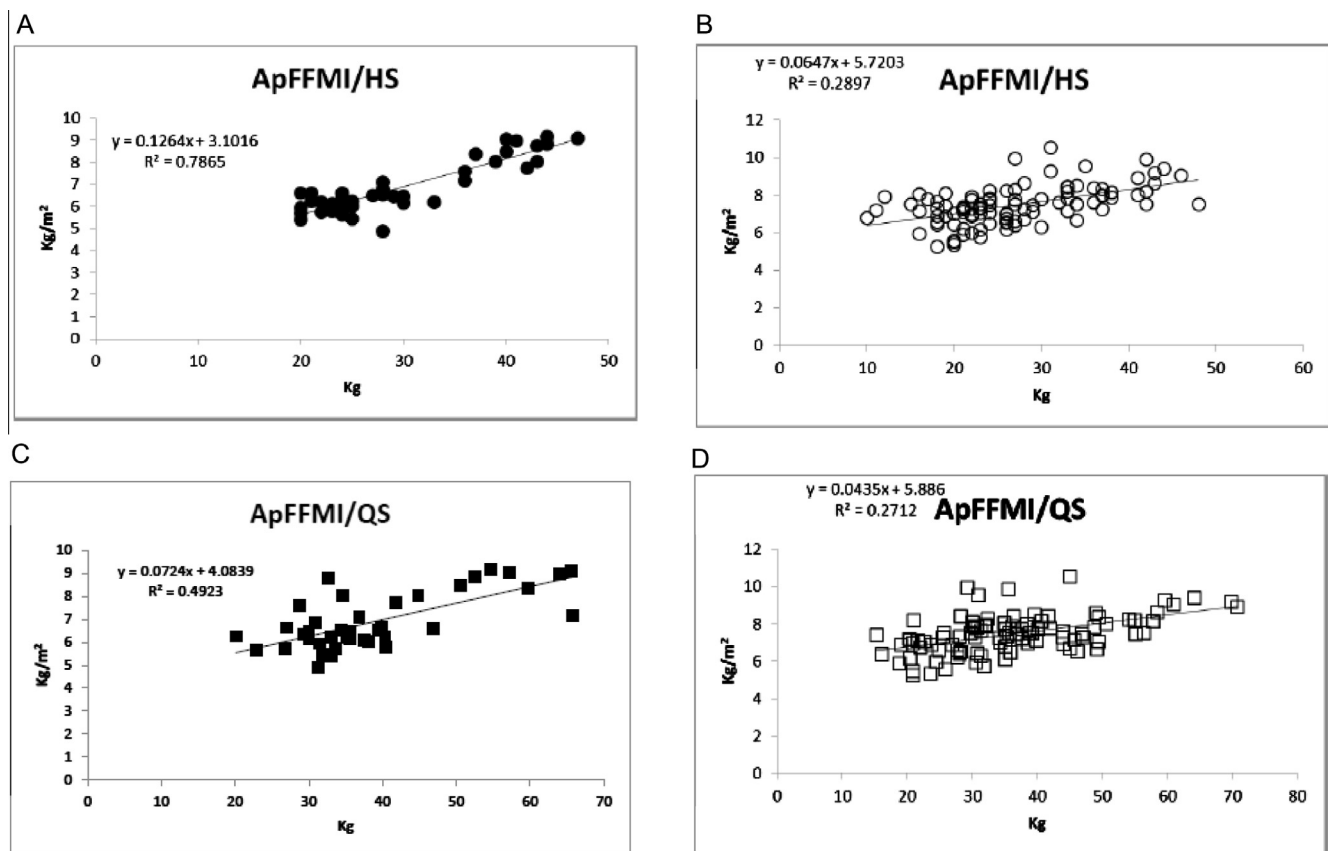 A
ApFFMI/HS
y = 0.1264x + 3.1016
R² = 0.7865
10
9
8
7
6
5
4
3
2
1
0
Kg/m²
0 10 20 30 40 50
Kg
B
y = 0.0647x + 5.7203
R² = 0.2897
ApFFMI/HS
12
10
8
6
4
2
0
Kg/m²
0 10 20 30 40 50 60
Kg
C
ApFFMI/QS
y = 0.0724x + 4.0839
R² = 0.4923
10
9
8
7
6
5
4
3
2
1
0
Kg/m²
0 10 20 30 40 50 60 70
Kg
D
y = 0.0435x + 5.886
R² = 0.2712
ApFFMI/QS
12
10
8
6
4
2
0
Kg/m²
0 10 20 30 40 50 60 70 80
Kg